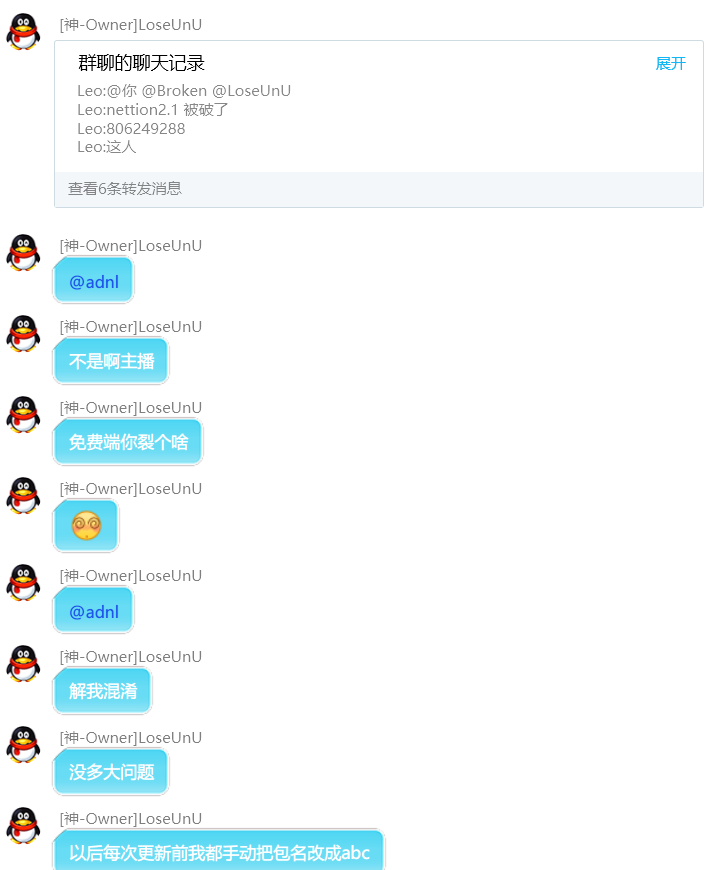 [神-Owner]LoseUnU
群聊的聊天记录
展开
Leo:@你 @Broken @LoseUnU
Leo:nettion2.1 被破了
Leo:806249288
Leo:这人
查看6条转发消息
[神-Owner]LoseUnU
@adnl
[神-Owner]LoseUnU
不是啊主播
[神-Owner]LoseUnU
免费端你裂个啥
[神-Owner]LoseUnU
[神-Owner]LoseUnU
@adnl
[神-Owner]LoseUnU
解我混淆
[神-Owner]LoseUnU
没多大问题
[神-Owner]LoseUnU
以后每次更新前我都手动把包名改成abc